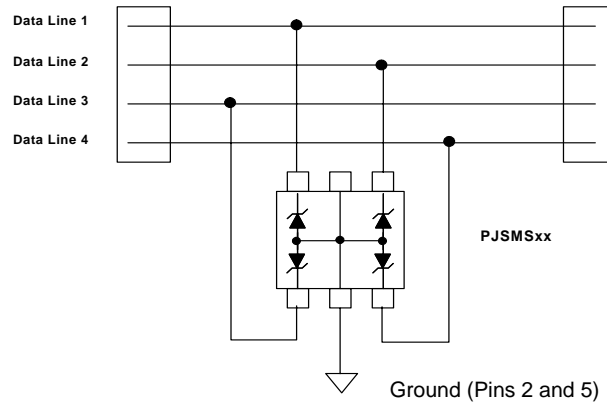 Data Line 1
Data Line 2
Data Line 3
Data Line 4
PJSMSxx
Ground (Pins 2 and 5)